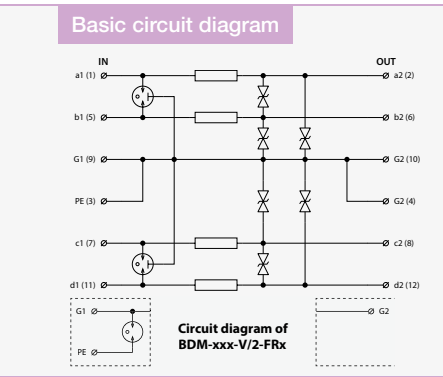 Basic circuit diagram
IN OUT
a1 (1) a2 (2)
b1 (5) b2 (6)
G1 (9) G2 (10)
PE (3) G2 (4)
c1 (7) c2 (8)
d1 (11) d2 (12)
G1 G2
Circuit diagram of
BDM-xxx-V/2-FRx
PE